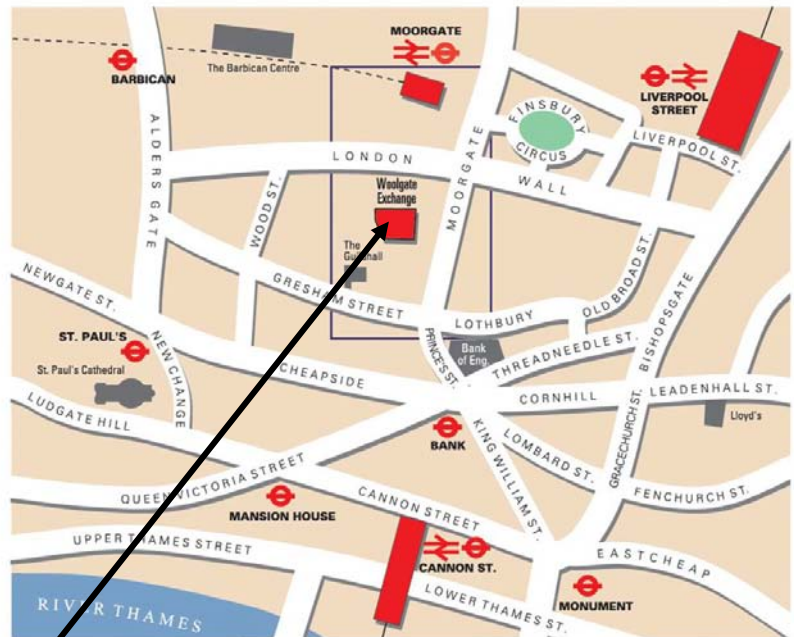 MOORGATE
BARBICAN
The Barbican Centre
LIVERPOOL
STREET
FINSBURY
CIRCUS
LIVERPOOL ST.
ALDERS GATE
LONDON
WALL
MOORGATE
WOOD ST.
Woolgate
Exchange
The
Guildhall
GRESHAM STREET
LOTHBURY
OLD BROAD ST.
BISHOPSGATE
NEWGATE ST.
ST. PAUL'S
St. Paul's Cathedral
NEW CHANGE
CHEAPSIDE
PRINCE'S ST.
Bank
of Eng.
THREADNEEDLE ST.
CORNHILL
LEADENHALL ST.
Lloyd's
LUDGATE HILL
BANK
KING WILLIAM ST.
LOMBARD ST.
GRACECHURCH ST.
FENCHURCH ST.
QUEEN VICTORIA STREET
MANSION HOUSE
CANNON STREET
UPPER THAMES STREET
CANNON ST.
EASTCHEAP
LOWER THAMES ST.
MONUMENT
RIVER THAMES